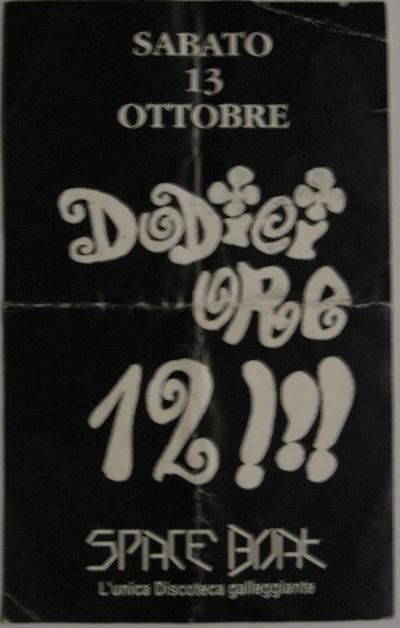 SABATO
13
OTTOBRE
DoDici
ORE
12!!!
SPACE BOAT
L'unica Discoteca galleggiante